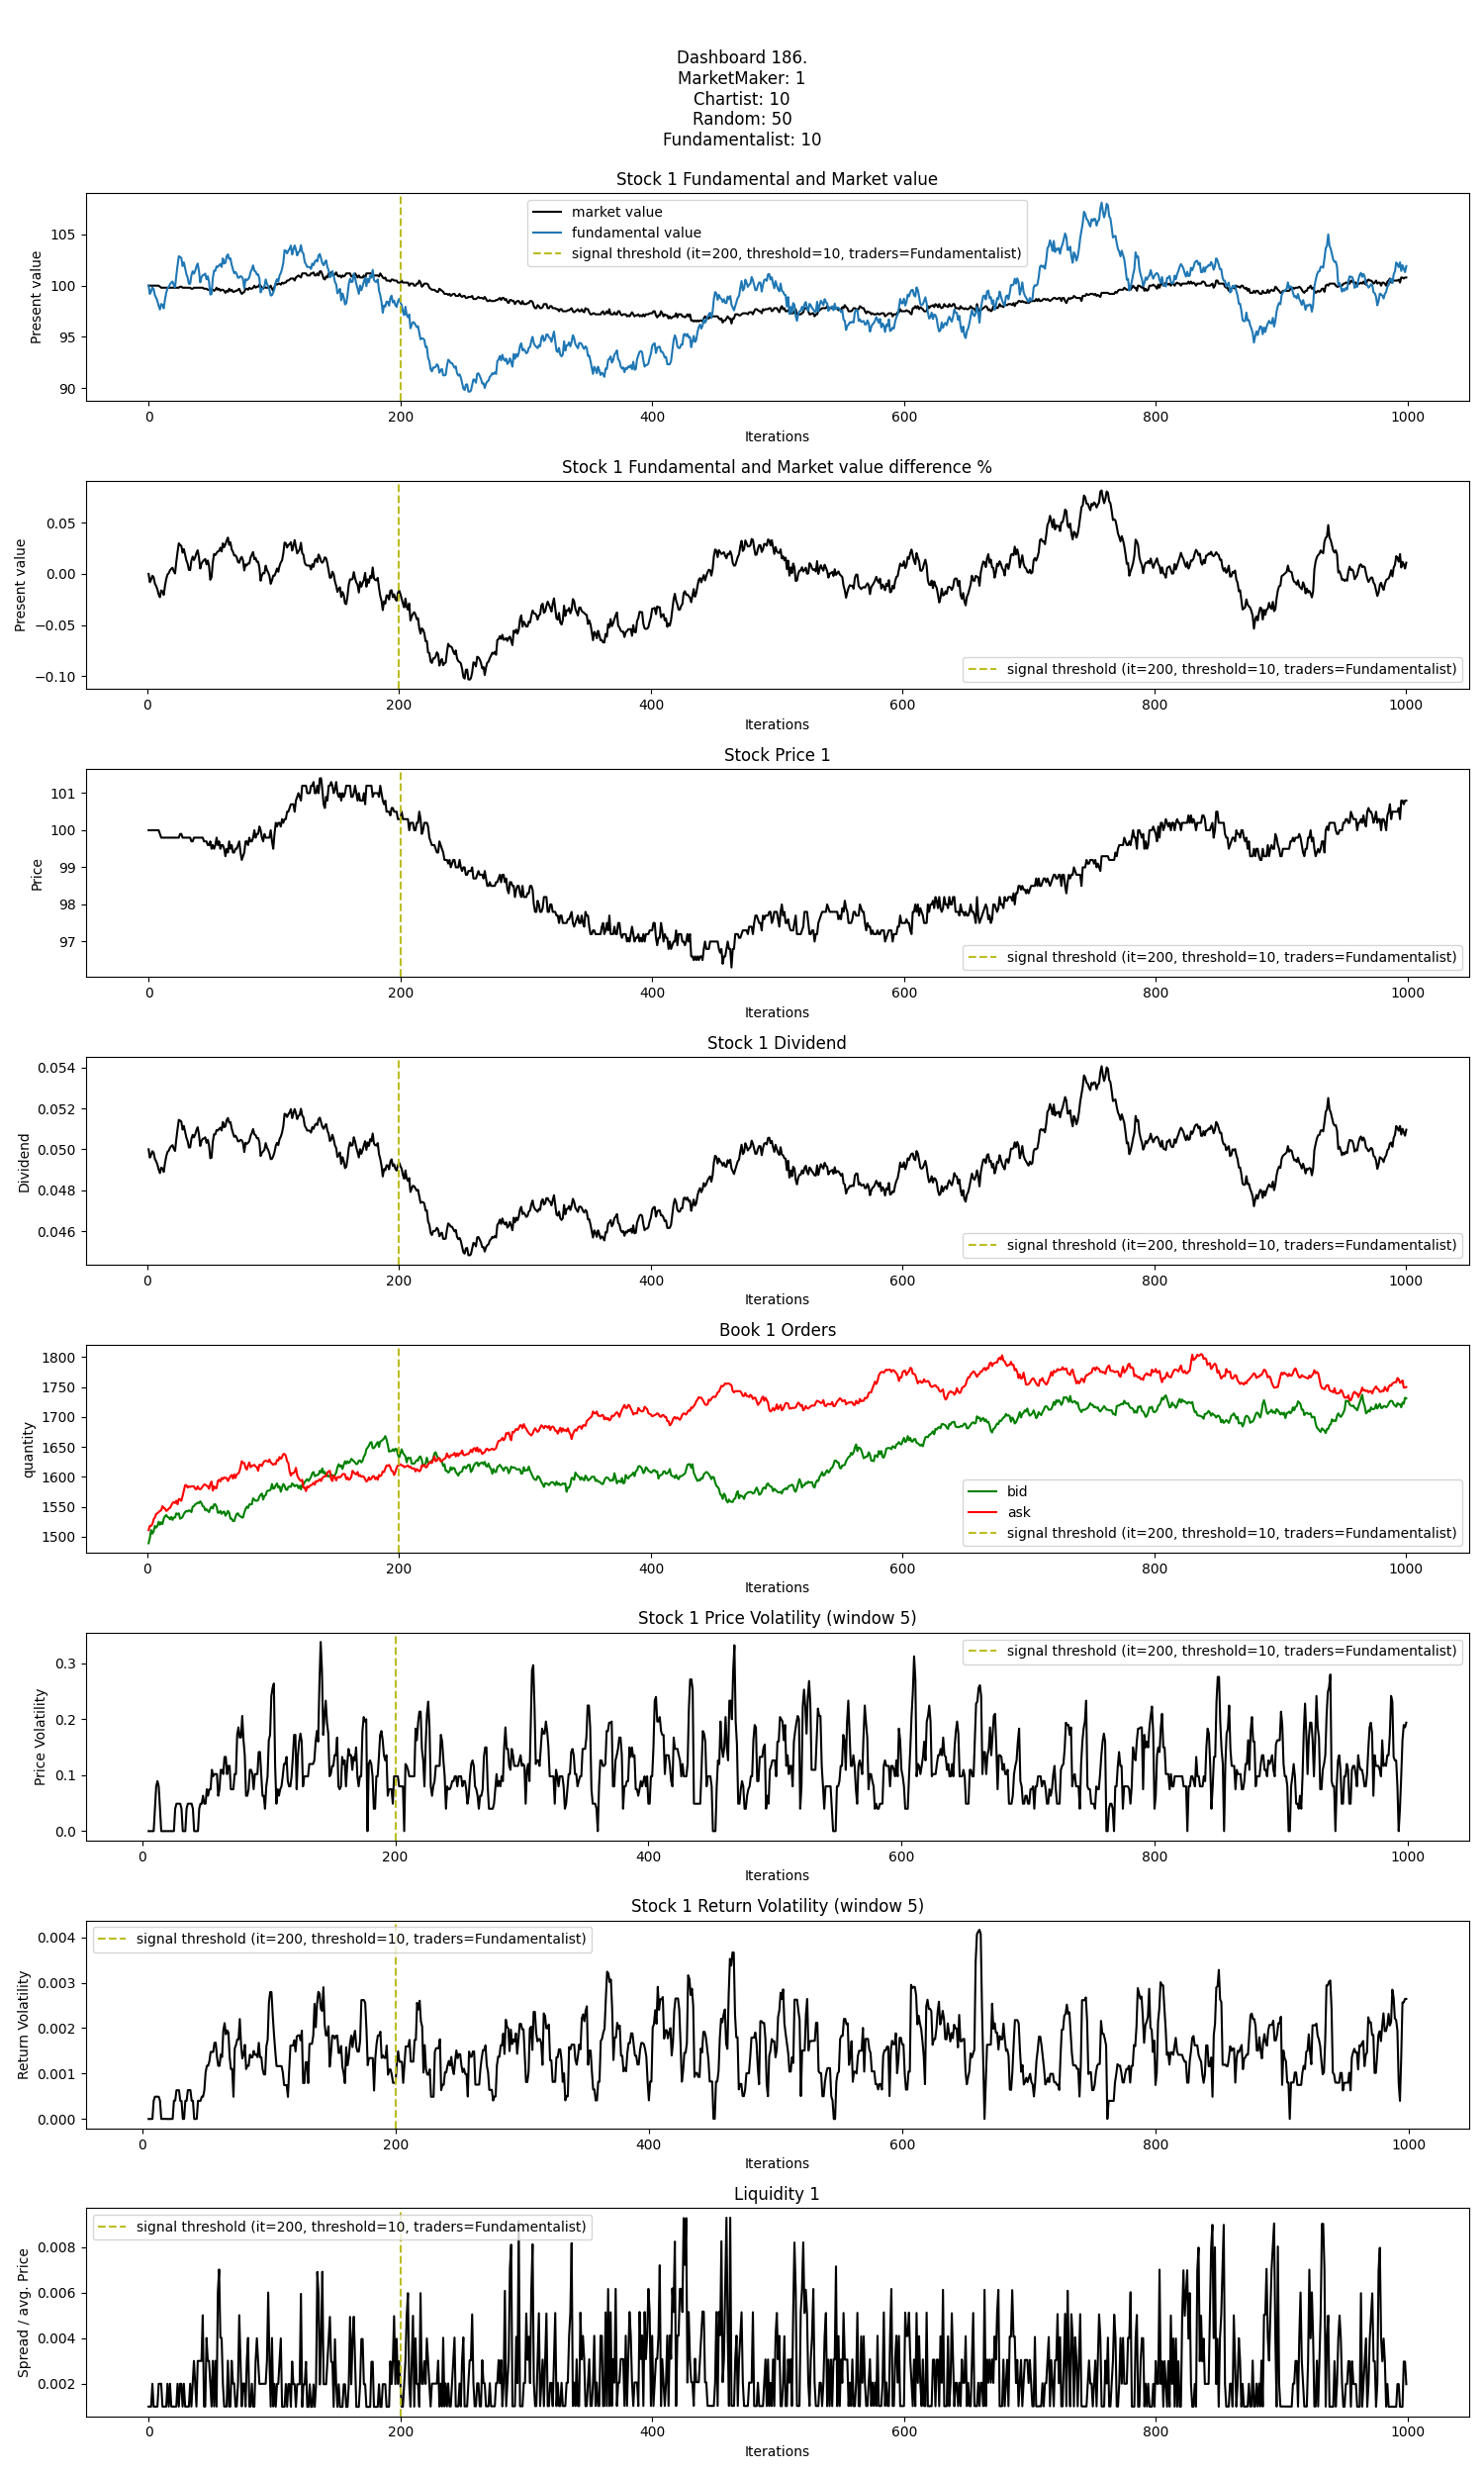 Dashboard 186.
MarketMaker: 1
Chartist: 10
Random: 50
Fundamentalist: 10
Stock 1 Fundamental and Market value
market value
fundamental value
signal threshold (it=200, threshold=10, traders=Fundamentalist)
Present value
105
100
95
90
0 200 400 600 800 1000
Iterations
Stock 1 Fundamental and Market value difference %
Present value
0.05
0.00
−0.05
−0.10
signal threshold (it=200, threshold=10, traders=Fundamentalist)
0 200 400 600 800 1000
Iterations
Stock Price 1
Price
101
100
99
98
97
signal threshold (it=200, threshold=10, traders=Fundamentalist)
0 200 400 600 800 1000
Iterations
Stock 1 Dividend
Dividend
0.054
0.052
0.050
0.048
0.046
signal threshold (it=200, threshold=10, traders=Fundamentalist)
0 200 400 600 800 1000
Iterations
Book 1 Orders
quantity
1800
1750
1700
1650
1600
1550
1500
bid
ask
signal threshold (it=200, threshold=10, traders=Fundamentalist)
0 200 400 600 800 1000
Iterations
Stock 1 Price Volatility (window 5)
signal threshold (it=200, threshold=10, traders=Fundamentalist)
Price Volatility
0.3
0.2
0.1
0.0
0 200 400 600 800 1000
Iterations
Stock 1 Return Volatility (window 5)
signal threshold (it=200, threshold=10, traders=Fundamentalist)
Return Volatility
0.004
0.003
0.002
0.001
0.000
0 200 400 600 800 1000
Iterations
Liquidity 1
signal threshold (it=200, threshold=10, traders=Fundamentalist)
Spread / avg. Price
0.008
0.006
0.004
0.002
0 200 400 600 800 1000
Iterations